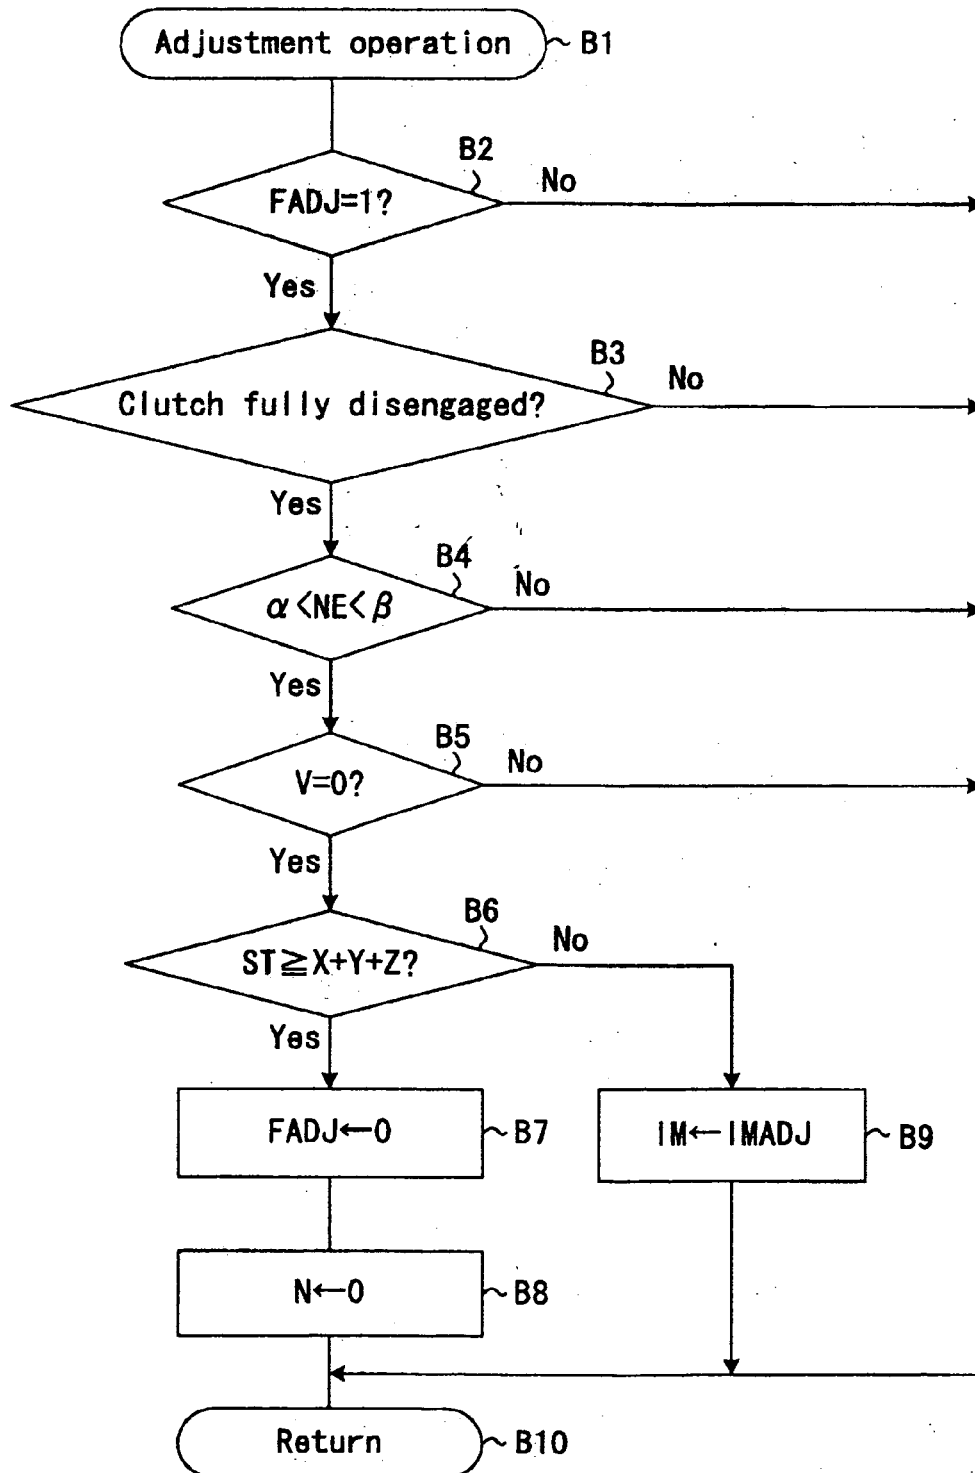 Adjustment operation
B1
B2
FADJ=1?
No
Yes
B3
Clutch fully disengaged?
No
Yes
B4
α<NE<β
No
Yes
B5
V=0?
No
Yes
B6
ST≧X+Y+Z?
No
Yes
FADJ←0
B7
IM←IMADJ
B9
N←0
B8
Return
B10